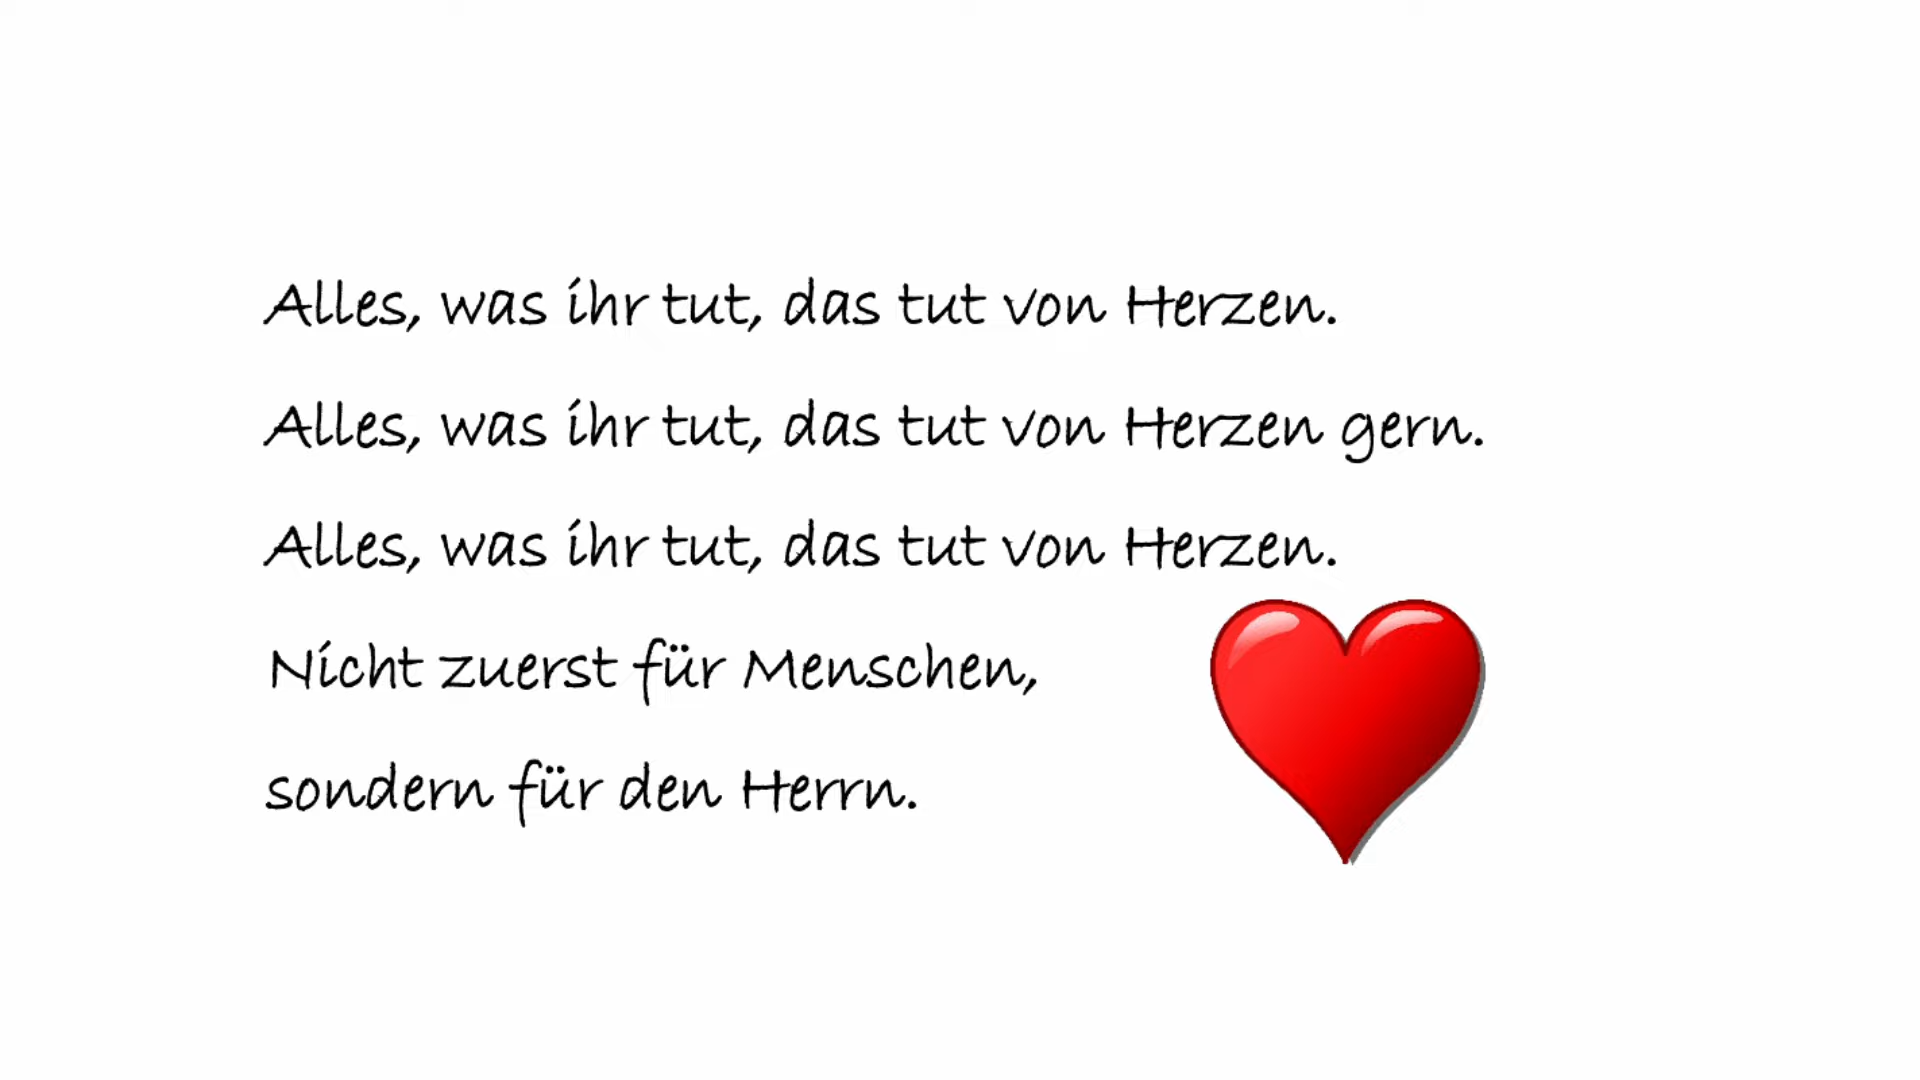 Alles, was ihr tut, das tut von Herzen.
Alles, was ihr tut, das tut von Herzen gern.
Alles, was ihr tut, das tut von Herzen.
Nicht zuerst für Menschen,
sondern für den Herrn.